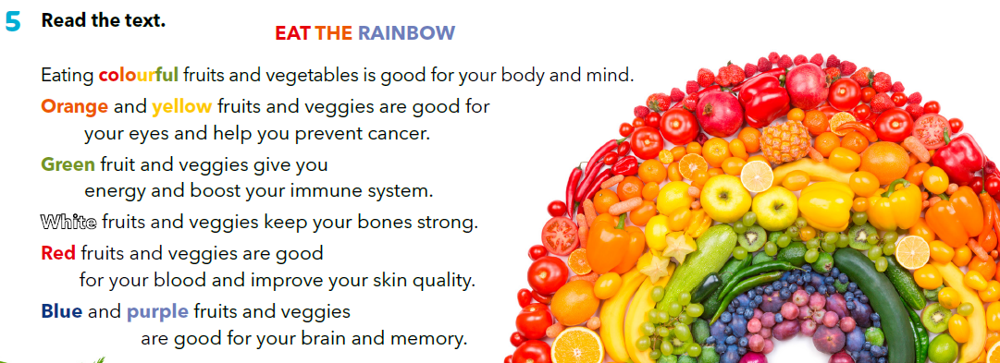 5 Read the text.
EAT THE RAINBOW
Eating colourful fruits and vegetables is good for your body and mind.
Orange and yellow fruits and veggies are good for
your eyes and help you prevent cancer.
Green fruit and veggies give you
energy and boost your immune system.
White fruits and veggies keep your bones strong.
Red fruits and veggies are good
for your blood and improve your skin quality.
Blue and purple fruits and veggies
are good for your brain and memory.